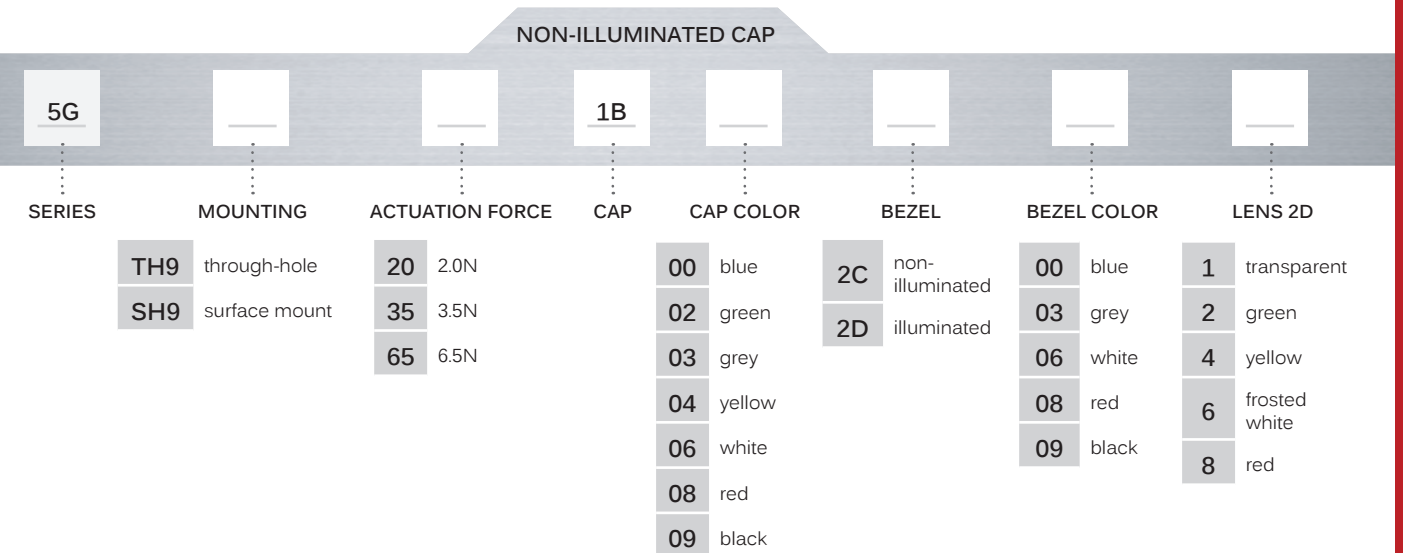 NON-ILLUMINATED CAP
5G
1B
SERIES
MOUNTING
ACTUATION FORCE
CAP
CAP COLOR
BEZEL
BEZEL COLOR
LENS 2D
TH9 through-hole
SH9 surface mount
20 2.0N
35 3.5N
65 6.5N
00 blue
02 green
03 grey
04 yellow
06 white
08 red
09 black
2C non-
illuminated
2D illuminated
00 blue
03 grey
06 white
08 red
09 black
1 transparent
2 green
4 yellow
6 frosted
white
8 red